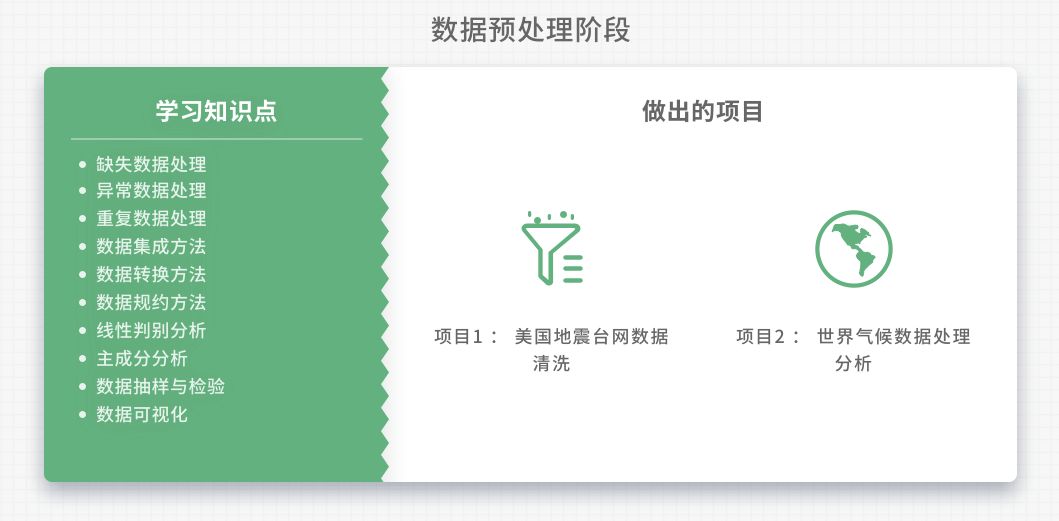 数据预处理阶段
学习知识点
缺失数据处理
异常数据处理
重复数据处理
数据集成方法
数据转换方法
数据规约方法
线性判别分析
主成分分析
数据抽样与检验
数据可视化
做出的项目
项目1： 美国地震台网数据
清洗
项目2： 世界气候数据处理
分析